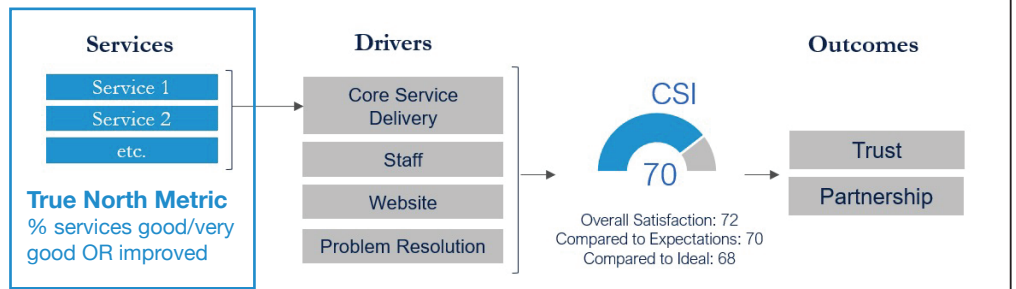 Services
Service 1
Service 2
etc.
True North Metric
% services good/very
good OR improved
Drivers
Core Service
Delivery
Staff
Website
Problem Resolution
CSI
70
Overall Satisfaction: 72
Compared to Expectations: 70
Compared to Ideal: 68
Outcomes
Trust
Partnership